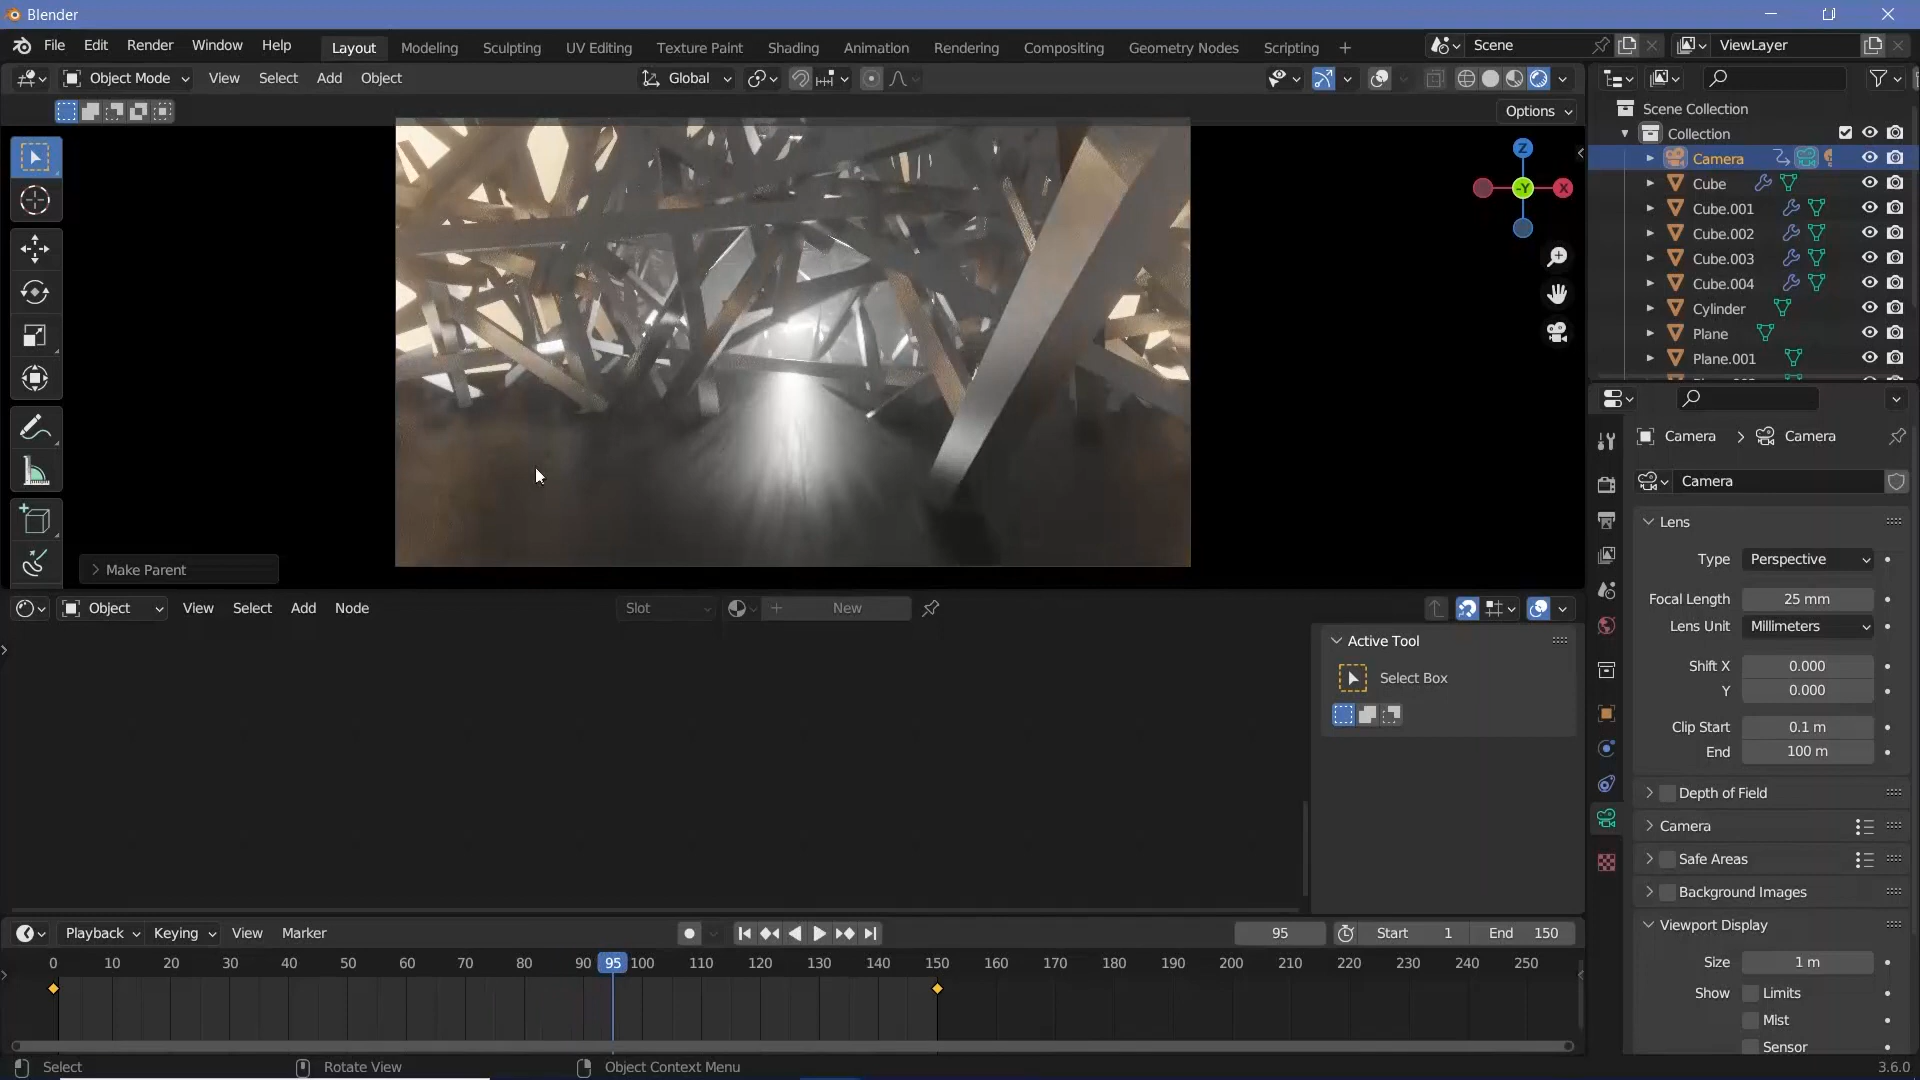 Blender
File Edit Render Window Help
Layout Modeling Sculpting UV Editing Texture Paint Shading Animation Rendering Compositing Geometry Nodes Scripting +
Scene
ViewLayer
Object Mode View Select Add Object
Global
Options
Z
-Y
X
Make Parent
Scene Collection
Collection
Camera
Cube
Cube.001
Cube.002
Cube.003
Cube.004
Cylinder
Plane
Plane.001
Camera > Camera
Camera
Lens
Type Perspective
Focal Length 25 mm
Lens Unit Millimeters
Shift X 0.000
Y 0.000
Clip Start 0.1 m
End 100 m
Depth of Field
Camera
Safe Areas
Background Images
Viewport Display
Size 1 m
Show Limits
Mist
Sensor
Object View Select Add Node
Slot
New
Active Tool
Select Box
Playback Keying View Marker
95
Start 1
End 150
0 10 20 30 40 50 60 70 80 90 95 100 110 120 130 140 150 160 170 180 190 200 210 220 230 240 250
Select
Rotate View
Object Context Menu
3.6.0